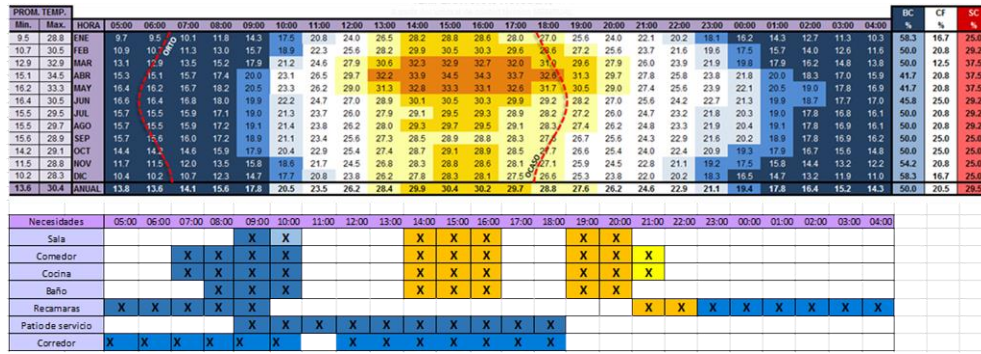 PROM. TEMP. BC CF SC
Min. Max. HORA 05:00 06:00 07:00 08:00 09:00 10:00 11:00 12:00 13:00 14:00 15:00 16:00 17:00 18:00 19:00 20:00 21:00 22:00 23:00 00:00 01:00 02:00 03:00 04:00 % % %
9.5 28.8 ENE 9.7 9.5 10.1 11.8 14.3 17.5 20.8 24.0 26.5 28.2 28.8 28.6 28.0 27.0 25.6 24.0 22.1 20.2 18.1 16.2 14.3 12.7 11.3 10.3 58.3 16.7 25.0
10.7 30.5 FEB 10.9 10.7 11.3 13.0 15.7 18.9 22.3 25.6 28.2 29.9 30.5 30.3 29.6 28.6 27.2 25.6 23.7 21.6 19.6 17.5 15.7 14.0 12.6 11.6 50.0 20.8 29.2
12.9 32.9 MAR 13.1 12.9 13.5 15.2 17.9 21.2 24.6 27.9 30.6 32.3 32.9 32.7 32.0 31.0 29.6 27.9 26.0 23.9 21.9 19.8 17.9 16.2 14.8 13.8 50.0 12.5 37.5
15.1 34.5 ABR 15.3 15.1 15.7 17.4 20.0 23.1 26.5 29.7 32.2 33.9 34.5 34.3 33.7 32.6 31.3 29.7 27.8 25.8 23.8 21.8 20.0 18.3 17.0 15.9 41.7 20.8 37.5
16.2 33.3 MAY 16.4 16.2 16.7 18.2 20.5 23.3 26.2 29.0 31.3 32.8 33.3 33.1 32.6 31.7 30.5 29.0 27.4 25.6 23.9 22.1 20.5 19.0 17.8 16.9 41.7 20.8 37.5
16.4 30.5 JUN 16.6 16.4 16.8 18.0 19.9 22.2 24.7 27.0 28.9 30.1 30.5 30.3 29.9 29.2 28.2 27.0 25.6 24.2 22.7 21.3 19.9 18.7 17.7 17.0 45.8 25.0 29.2
15.5 29.5 JUL 15.7 15.5 15.9 17.1 19.0 21.3 23.7 26.0 27.9 29.1 29.5 29.3 28.9 28.2 27.2 26.0 24.7 23.2 21.8 20.3 19.0 17.8 16.8 16.1 50.0 20.8 29.2
15.5 29.7 AGO 15.7 15.5 15.9 17.2 19.1 21.4 23.8 26.2 28.0 29.3 29.7 29.5 29.1 28.3 27.4 26.2 24.8 23.3 21.9 20.4 19.1 17.8 16.9 16.1 50.0 20.8 29.2
15.6 28.9 SEP 15.7 15.6 16.0 17.2 18.9 21.1 23.4 25.6 27.3 28.5 28.9 28.8 28.3 27.6 26.7 25.6 24.3 22.9 21.6 20.2 18.9 17.8 16.9 16.2 50.0 20.8 29.2
14.2 29.1 OCT 14.4 14.2 14.6 15.9 17.9 20.4 22.9 25.4 27.4 28.7 29.1 28.9 28.5 27.7 26.6 25.4 24.0 22.4 20.9 19.3 17.9 16.7 15.6 14.8 50.0 25.0 25.0
11.5 28.8 NOV 11.7 11.5 12.0 13.5 15.8 18.6 21.7 24.5 26.8 28.3 28.8 28.6 28.1 27.1 25.9 24.5 22.8 21.1 19.2 17.5 15.8 14.4 13.2 12.2 54.2 20.8 25.0
10.2 28.3 DIC 10.4 10.2 10.7 12.3 14.7 17.7 20.8 23.8 26.2 27.8 28.3 28.1 27.5 26.6 25.3 23.8 22.0 20.2 18.3 16.5 14.7 13.2 11.9 11.0 58.3 16.7 25.0
13.6 30.4 ANUAL 13.8 13.6 14.1 15.6 17.8 20.5 23.5 26.2 28.4 29.9 30.4 30.2 29.7 28.8 27.6 26.2 24.6 22.9 21.1 19.4 17.8 16.4 15.2 14.3 50.0 20.5 29.5
ORTO
OCASO
Necesidades 05:00 06:00 07:00 08:00 09:00 10:00 11:00 12:00 13:00 14:00 15:00 16:00 17:00 18:00 19:00 20:00 21:00 22:00 23:00 00:00 01:00 02:00 03:00 04:00
Sala X X X X X X X
Comedor X X X X X X X X X X
Cocina X X X X X X X X X X
Baño X X X X X X X X
Recamaras X X X X X X X X X X X X X
Patio de servicio X X X X X X X X X X
Corredor X X X X X X X X X X X X X